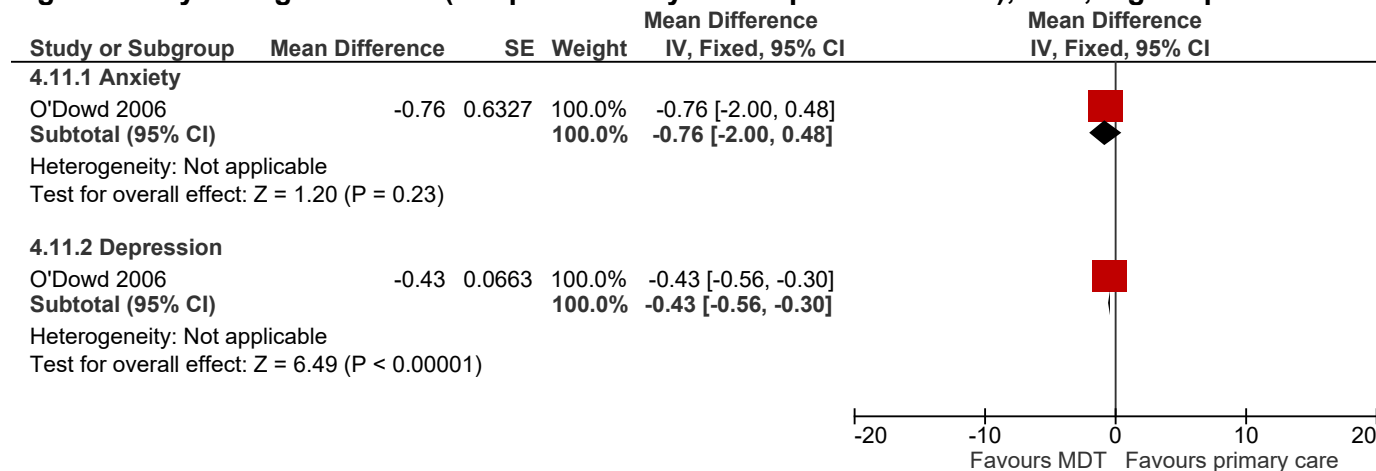 Mean Difference Mean Difference
Study or Subgroup Mean Difference SE Weight IV, Fixed, 95% CI IV, Fixed, 95% CI
4.11.1 Anxiety
O'Dowd 2006 -0.76 0.6327 100.0% -0.76 [-2.00, 0.48]
Subtotal (95% CI) 100.0% -0.76 [-2.00, 0.48]
Heterogeneity: Not applicable
Test for overall effect: Z = 1.20 (P = 0.23)
4.11.2 Depression
O'Dowd 2006 -0.43 0.0663 100.0% -0.43 [-0.56, -0.30]
Subtotal (95% CI) 100.0% -0.43 [-0.56, -0.30]
Heterogeneity: Not applicable
Test for overall effect: Z = 6.49 (P < 0.00001)
-20 -10 0 10 20
Favours MDT Favours primary care